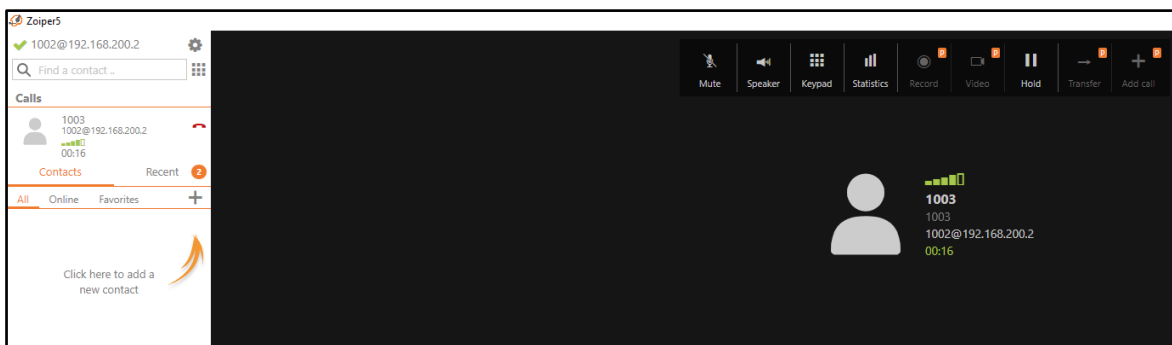 Zoiper5
1002@192.168.200.2
Find a contact ..
Calls
1003
1002@192.168.200.2
00:16
Contacts Recent 2
All Online Favorites
Click here to add a
new contact
P P P P
Mute Speaker Keypad Statistics Record Video Hold Transfer Add call
1003
1003
1002@192.168.200.2
00:16